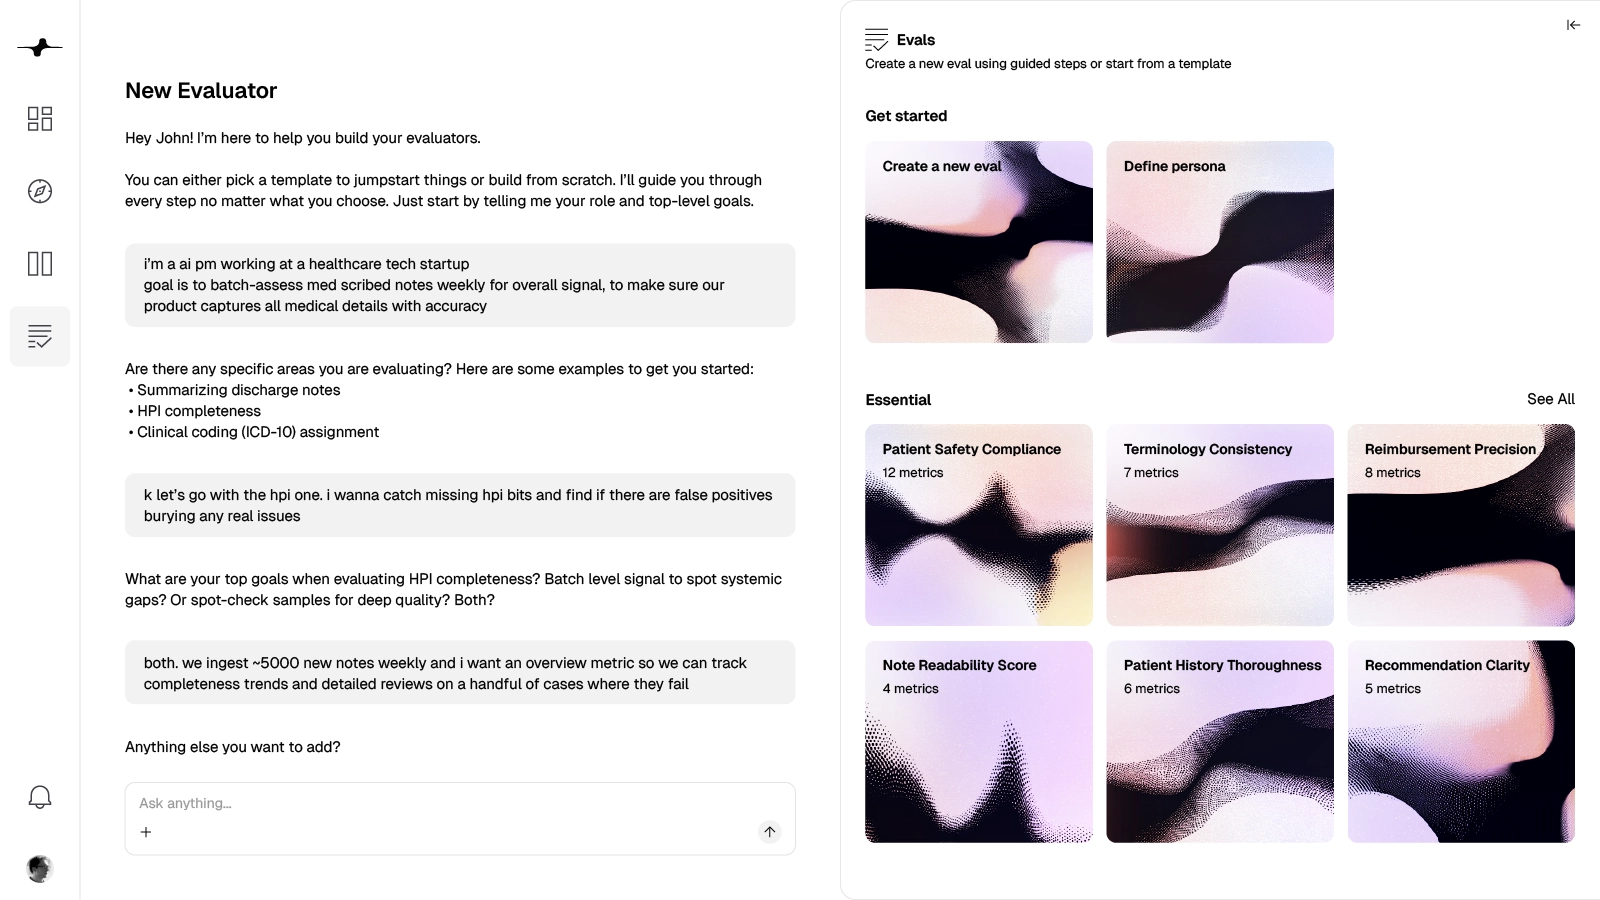 New Evaluator
Hey John! I’m here to help you build your evaluators.
You can either pick a template to jumpstart things or build from scratch. I’ll guide you through
every step no matter what you choose. Just start by telling me your role and top-level goals.
i’m a ai pm working at a healthcare tech startup
goal is to batch-assess med scribed notes weekly for overall signal, to make sure our
product captures all medical details with accuracy
Are there any specific areas you are evaluating? Here are some examples to get you started:
• Summarizing discharge notes
• HPI completeness
• Clinical coding (ICD-10) assignment
k let’s go with the hpi one. i wanna catch missing hpi bits and find if there are false positives
burying any real issues
What are your top goals when evaluating HPI completeness? Batch level signal to spot systemic
gaps? Or spot-check samples for deep quality? Both?
both. we ingest ~5000 new notes weekly and i want an overview metric so we can track
completeness trends and detailed reviews on a handful of cases where they fail
Anything else you want to add?
Ask anything...
Evals
Create a new eval using guided steps or start from a template
Get started
Create a new eval
Define persona
Essential
See All
Patient Safety Compliance
12 metrics
Terminology Consistency
7 metrics
Reimbursement Precision
8 metrics
Note Readability Score
4 metrics
Patient History Thoroughness
6 metrics
Recommendation Clarity
5 metrics